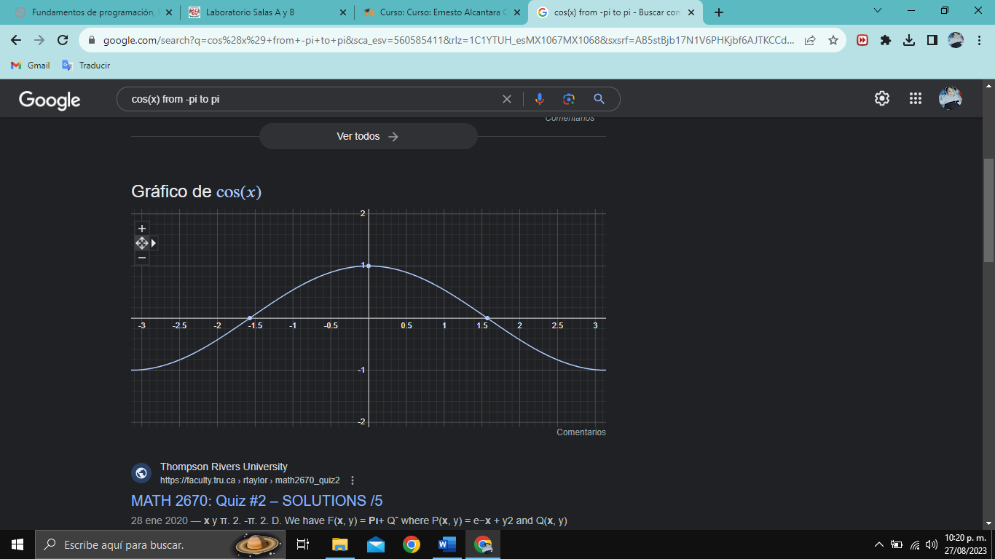 Fundamentos de programación,
Laboratorio Salas A y B
Curso: Curso: Ernesto Alcantara C
cos(x) from -pi to pi - Buscar con
google.com/search?q=cos%28x%29+from+-pi+to+pi&sca_esv=560585411&rlz=1C1YTUH_esMX1067MX1068&sxsrf=AB5stBjb17N1V6PHKjbf6AJTKCCd...
Gmail
Traducir
Google
cos(x) from -pi to pi
Comentarios
Ver todos
Gráfico de cos(x)
2
1
-3 -2.5 -2 -1.5 -1 -0.5 0.5 1 1.5 2 2.5 3
-1
-2
Comentarios
Thompson Rivers University
https://faculty.tru.ca › rtaylor › math2670_quiz2
MATH 2670: Quiz #2 – SOLUTIONS /5
28 ene 2020 — x y π. 2. -π. 2. D. We have F(x, y) = Pı+ Qˆ where P(x, y) = e−x + y2 and Q(x, y)
Escribe aquí para buscar.
10:20 p. m.
27/08/2023